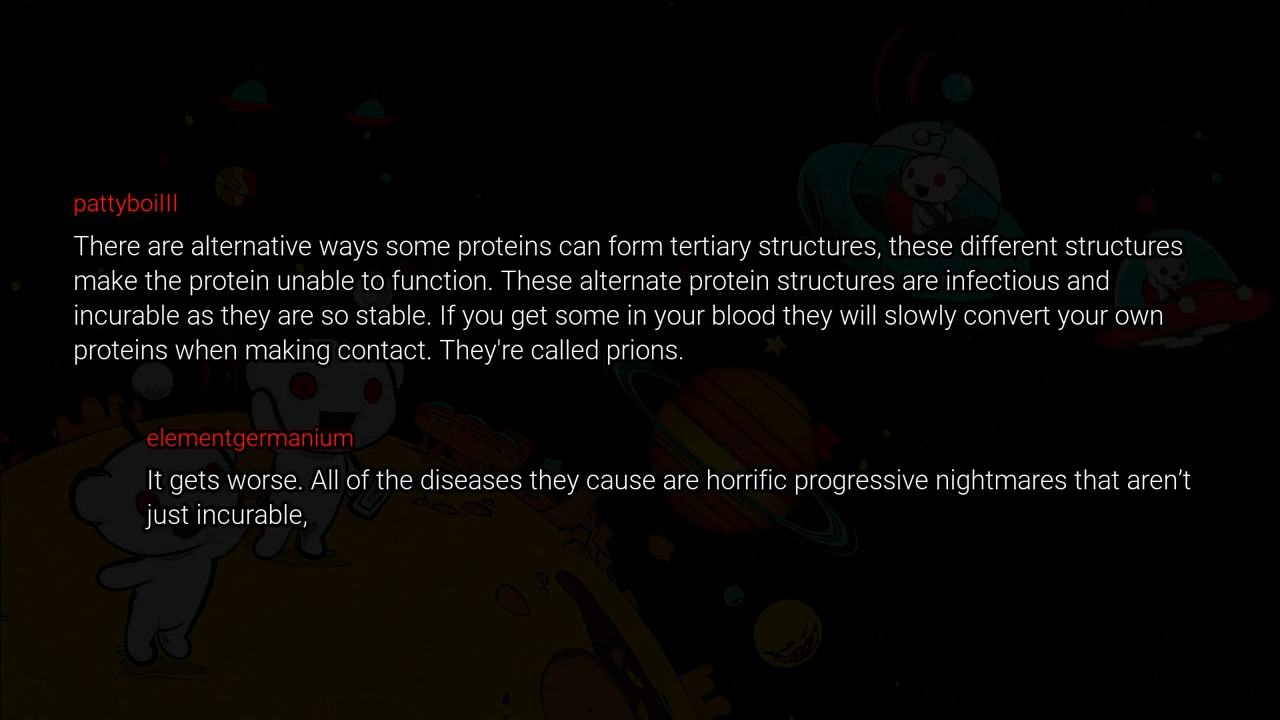 pattyboilll
There are alternative ways some proteins can form tertiary structures, these different structures
make the protein unable to function. These alternate protein structures are infectious and
incurable as they are so stable. If you get some in your blood they will slowly convert your own
proteins when making contact. They're called prions.
elementgermanium
It gets worse. All of the diseases they cause are horrific progressive nightmares that aren’t
just incurable,